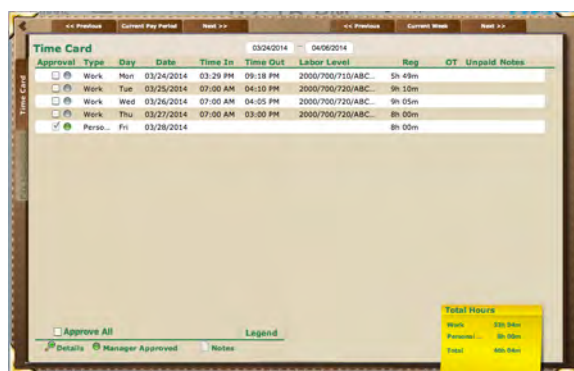 << Previous Current Pay Period Next >> << Previous Current Week Next >>
Time Card 03/24/2014 - 04/06/2014
Approval Type Day Date Time In Time Out Labor Level Reg OT Unpaid Notes
Work Mon 03/24/2014 03:29 PM 09:18 PM 2000/700/710/ABC... 5h 49m
Work Tue 03/25/2014 07:00 AM 04:10 PM 2000/700/720/ABC... 9h 10m
Work Wed 03/26/2014 07:00 AM 04:05 PM 2000/700/720/ABC... 9h 05m
Work Thu 03/27/2014 07:00 AM 03:00 PM 2000/700/720/ABC... 8h 00m
Perso... Fri 03/28/2014 8h 00m
Time Card
Approve All Legend
Details Manager Approved Notes
Total Hours
Work 32h 04m
Personal... 8h 00m
Total 40h 04m